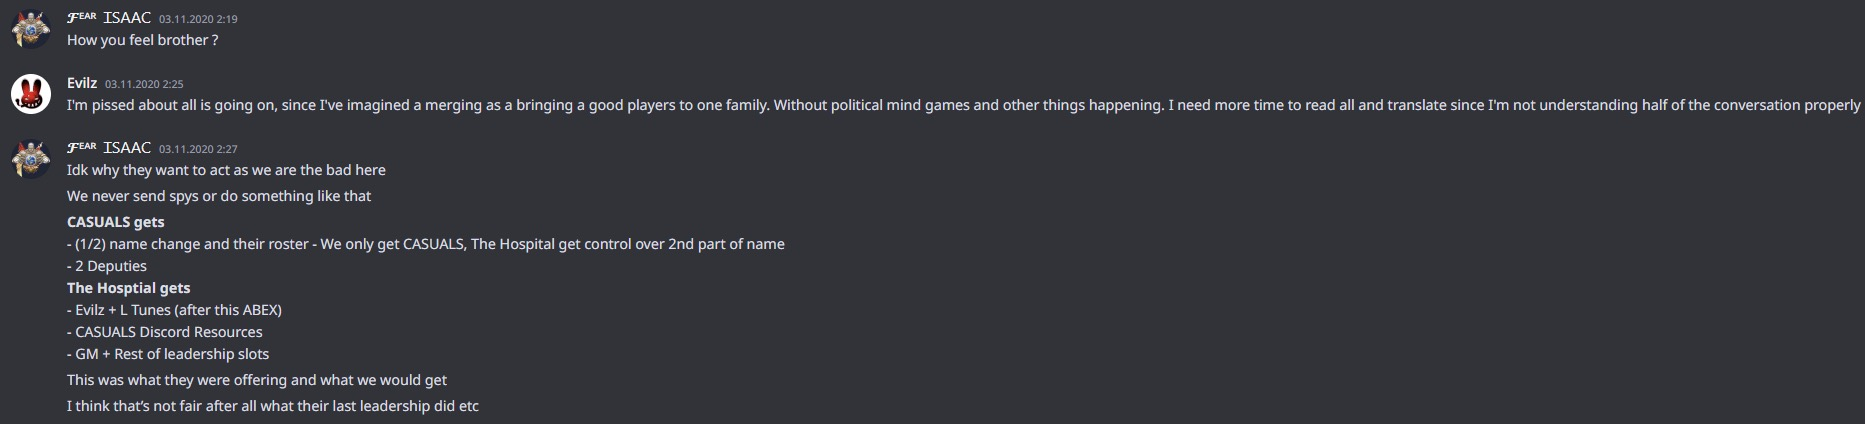 ℱᴱᴬᴿ ISAAC 03.11.2020 2:19
How you feel brother ?
Evilz 03.11.2020 2:25
I'm pissed about all is going on, since I've imagined a merging as a bringing a good players to one family. Without political mind games and other things happening. I need more time to read all and translate since I'm not understanding half of the conversation properly
ℱᴱᴬᴿ ISAAC 03.11.2020 2:27
Idk why they want to act as we are the bad here
We never send spys or do something like that
CASUALS gets
- (1/2) name change and their roster - We only get CASUALS, The Hospital get control over 2nd part of name
- 2 Deputies
The Hosptial gets
- Evilz + L Tunes (after this ABEX)
- CASUALS Discord Resources
- GM + Rest of leadership slots
This was what they were offering and what we would get
I think that's not fair after all what their last leadership did etc